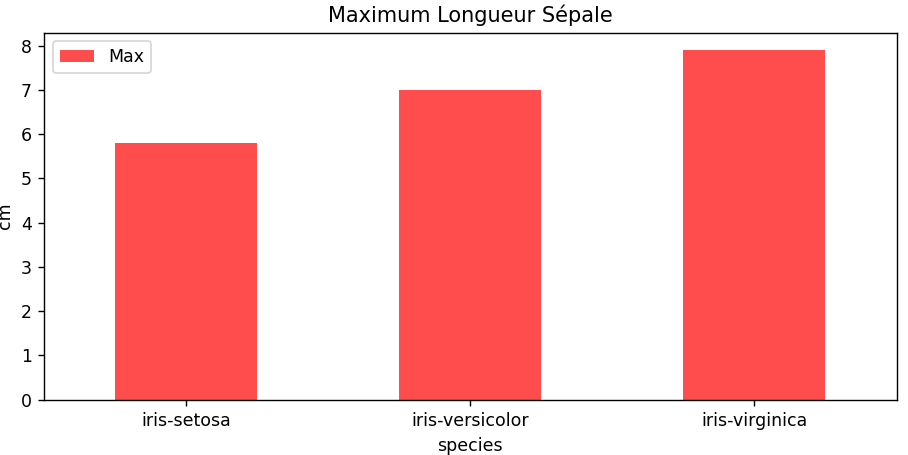 Maximum Longueur Sépale
Max
8
7
6
5
4
3
2
1
0
cm
iris-setosa
iris-versicolor
iris-virginica
species